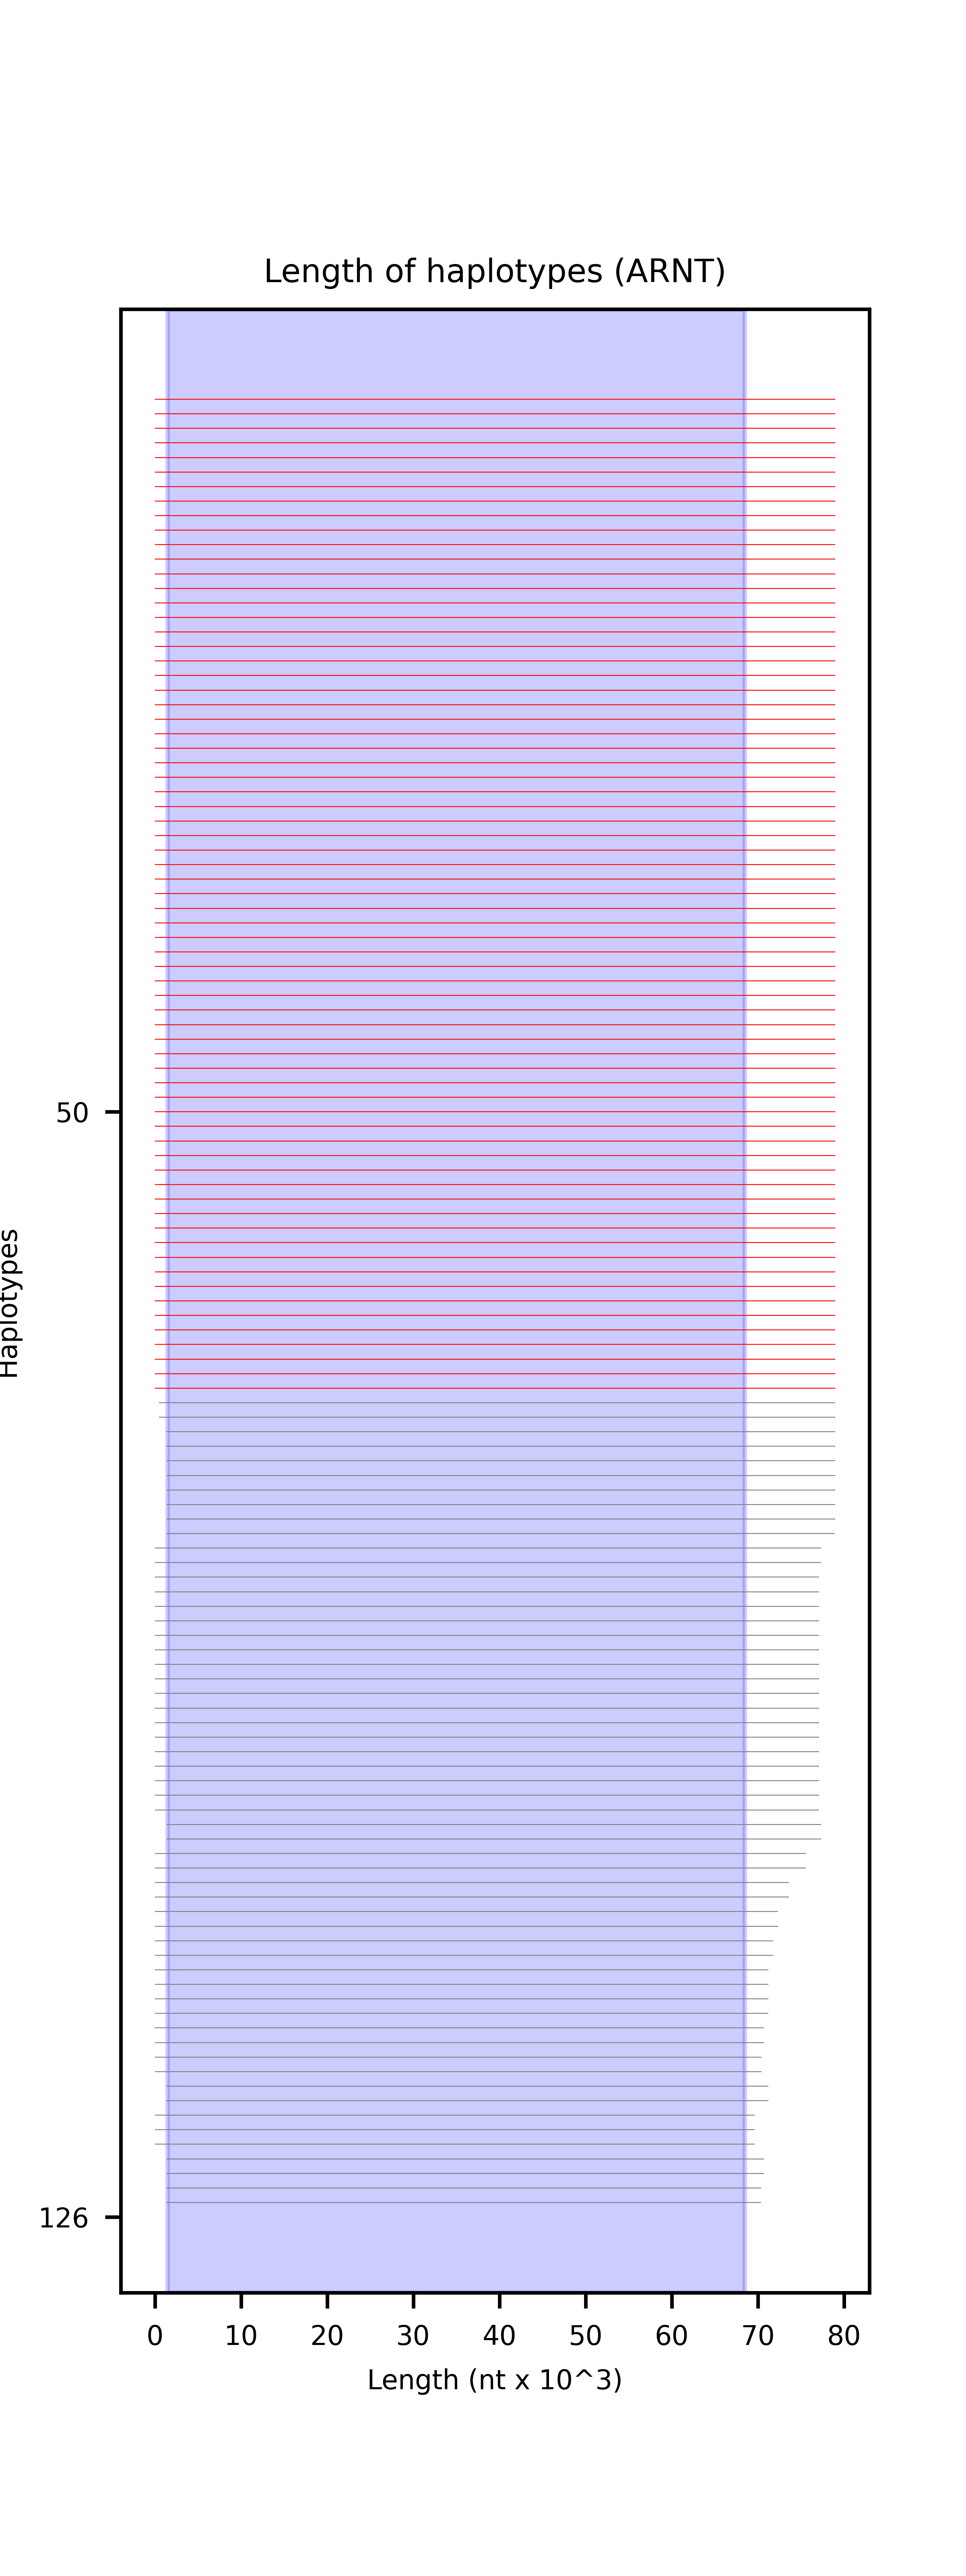 Length of haplotypes (ARNT)
50
Haplotypes
126
0 10 20 30 40 50 60 70 80
Length (nt x 10^3)